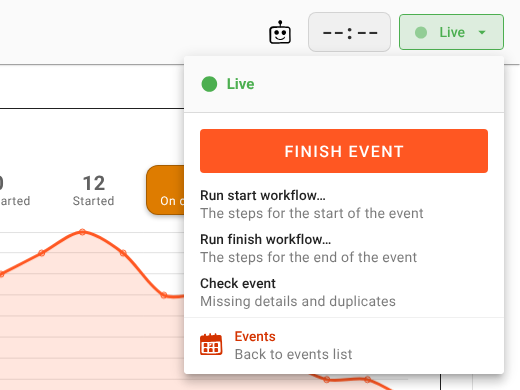 --:--
Live
Live
FINISH EVENT
12
arted
Started
On
Run start workflow…
The steps for the start of the event
Run finish workflow…
The steps for the end of the event
Check event
Missing details and duplicates
Events
Back to events list